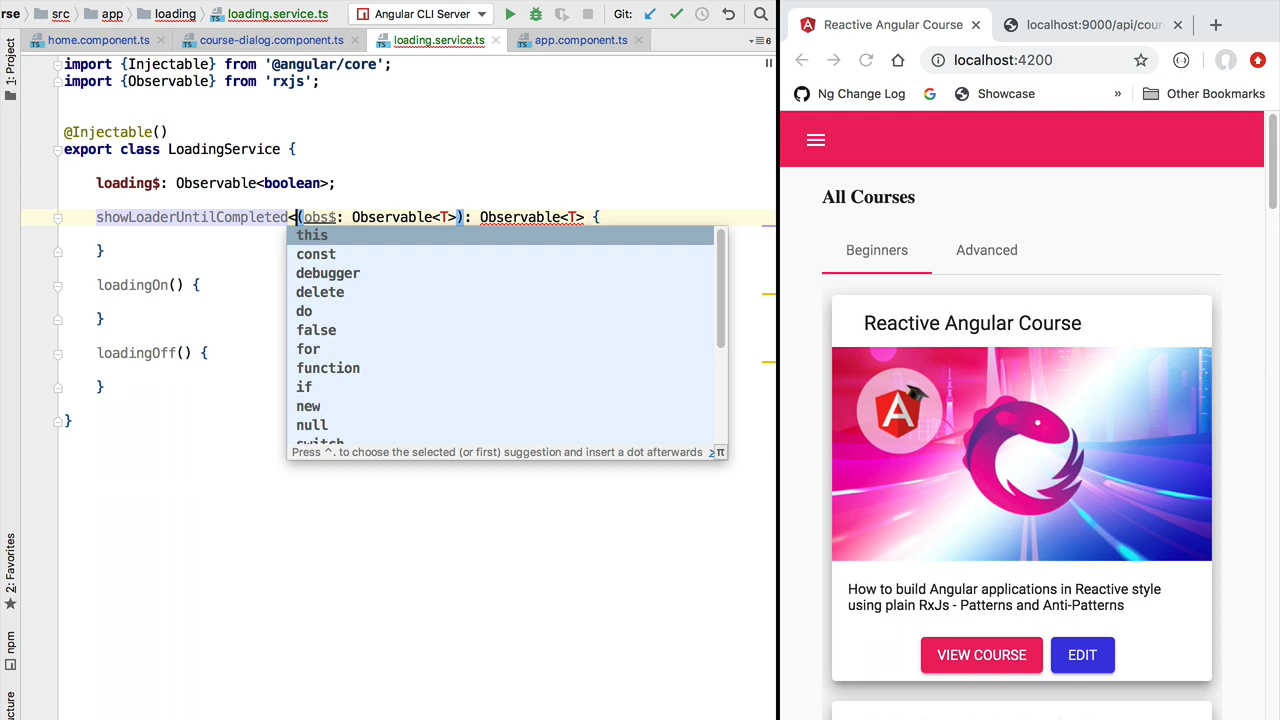 rse src app loading loading.service.ts Angular CLI Server Git:
home.component.ts course-dialog.component.ts loading.service.ts app.component.ts 6
1: Project
import {Injectable} from '@angular/core';
import {Observable} from 'rxjs';
@Injectable()
export class LoadingService {
loading$: Observable<boolean>;
showLoaderUntilCompleted<(obs$: Observable<T>): Observable<T> {
}
loadingOn() {
}
loadingOff() {
}
}
this
const
debugger
delete
do
false
for
function
if
new
null
switch
Press ^. to choose the selected (or first) suggestion and insert a dot afterwards >> π
2: Favorites
npm
ructure
Reactive Angular Course
localhost:9000/api/cour
localhost:4200
Ng Change Log
Showcase
» Other Bookmarks
All Courses
Beginners
Advanced
Reactive Angular Course
A
How to build Angular applications in Reactive style
using plain RxJs - Patterns and Anti-Patterns
VIEW COURSE
EDIT